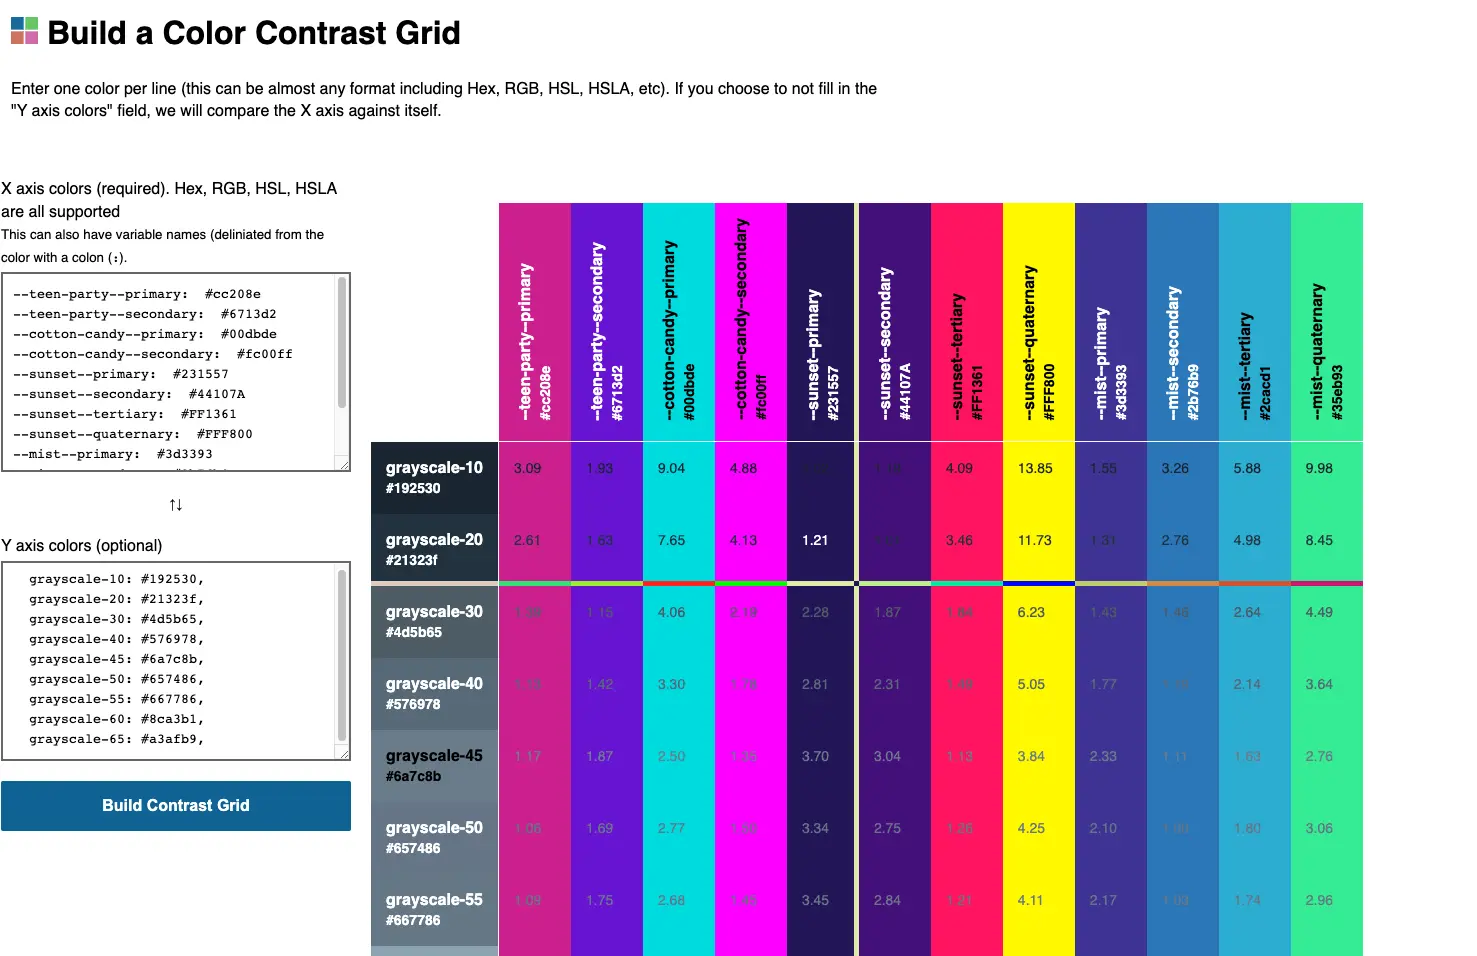 Build a Color Contrast Grid
Enter one color per line (this can be almost any format including Hex, RGB, HSL, HSLA, etc). If you choose to not fill in the
"Y axis colors" field, we will compare the X axis against itself.
X axis colors (required). Hex, RGB, HSL, HSLA
are all supported
This can also have variable names (deliniated from the
color with a colon (:).
--teen-party--primary: #cc208e
--teen-party--secondary: #6713d2
--cotton-candy--primary: #00dbde
--cotton-candy--secondary: #fc00ff
--sunset--primary: #231557
--sunset--secondary: #44107A
--sunset--tertiary: #FF1361
--sunset--quaternary: #FFF800
--mist--primary: #3d3393
↑↓
Y axis colors (optional)
grayscale-10: #192530,
grayscale-20: #21323f,
grayscale-30: #4d5b65,
grayscale-40: #576978,
grayscale-45: #6a7c8b,
grayscale-50: #657486,
grayscale-55: #667786,
grayscale-60: #8ca3b1,
grayscale-65: #a3afb9,
Build Contrast Grid
--teen-party--primary
#cc208e
--teen-party--secondary
#6713d2
--cotton-candy--primary
#00dbde
--cotton-candy--secondary
#fc00ff
--sunset--primary
#231557
--sunset--secondary
#44107A
--sunset--tertiary
#FF1361
--sunset--quaternary
#FFF800
--mist--primary
#3d3393
--mist--secondary
#2b76b9
--mist--tertiary
#2cacd1
--mist--quaternary
#35eb93
grayscale-10 3.09 1.93 9.04 4.88 4.09 13.85 1.55 3.26 5.88 9.98
#192530
grayscale-20 2.61 1.63 7.65 4.13 1.21 3.46 11.73 1.31 2.76 4.98 8.45
#21323f
grayscale-30 1.15 4.06 2.19 2.28 1.87 1.84 6.23 1.43 1.46 2.64 4.49
#4d5b65
grayscale-40 1.42 3.30 2.81 2.31 1.49 5.05 1.77 2.14 3.64
#576978
grayscale-45 1.17 1.87 2.50 1.35 3.70 3.04 1.13 3.84 2.33 1.11 1.63 2.76
#6a7c8b
grayscale-50 1.06 1.69 2.77 3.34 2.75 1.26 4.25 2.10 1.80 3.06
#657486
grayscale-55 1.09 1.75 2.68 1.45 3.45 2.84 1.21 4.11 2.17 1.74 2.96
#667786